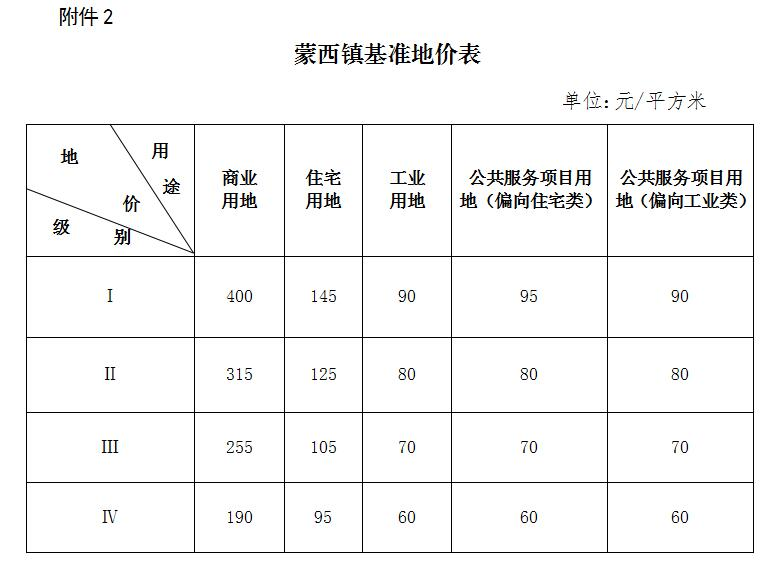 附件2
蒙西镇基准地价表
单位：元/平方米
地 用
途
价
级 别
商业
用地
住宅
用地
工业
用地
公共服务项目用
地（偏向住宅类）
公共服务项目用
地（偏向工业类）
Ⅰ 400 145 90 95 90
Ⅱ 315 125 80 80 80
Ⅲ 255 105 70 70 70
Ⅳ 190 95 60 60 60